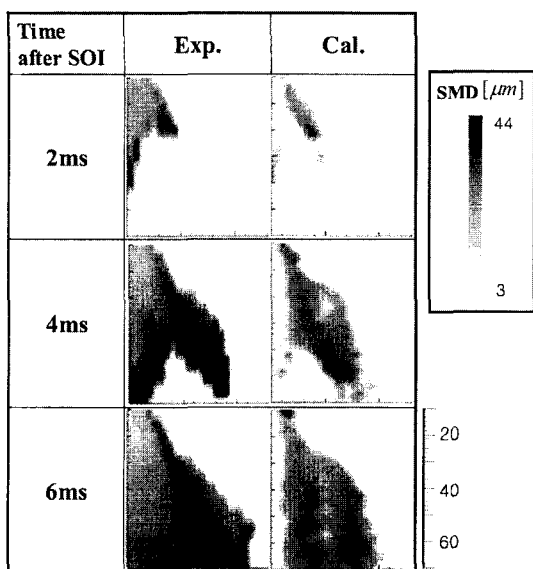 Time
after SOI
Exp.
Cal.
2ms
4ms
6ms
SMD [μm]
44
3
20
40
60